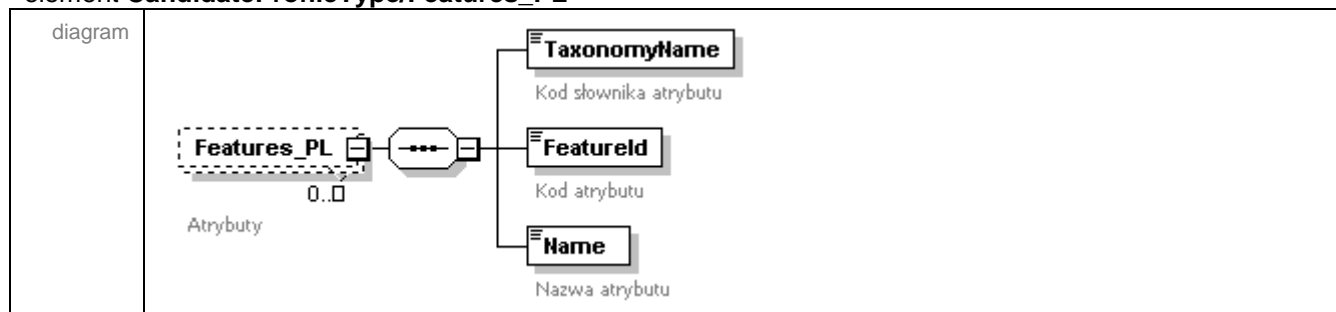 diagram
TaxonomyName
Kod słownika atrybutu
Features_PL
FeatureId
0..
Kod atrybutu
Atrybuty
Name
Nazwa atrybutu